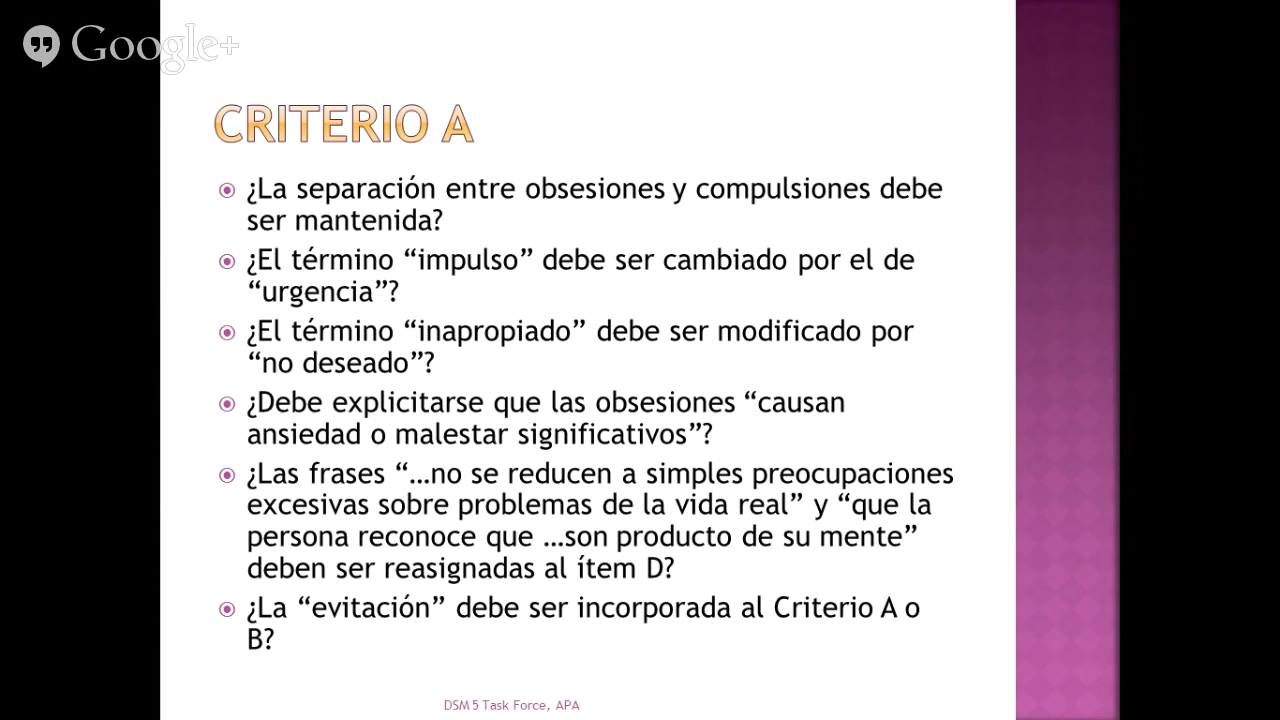 Google+
CRITERIO A
¿La separación entre obsesiones y compulsiones debe
ser mantenida?
¿El término “impulso” debe ser cambiado por el de
“urgencia”?
¿El término “inapropiado” debe ser modificado por
“no deseado”?
¿Debe explicitarse que las obsesiones “causan
ansiedad o malestar significativos”?
¿Las frases “…no se reducen a simples preocupaciones
excesivas sobre problemas de la vida real” y “que la
persona reconoce que …son producto de su mente”
deben ser reasignadas al ítem D?
¿La “evitación” debe ser incorporada al Criterio A o
B?
DSM 5 Task Force, APA